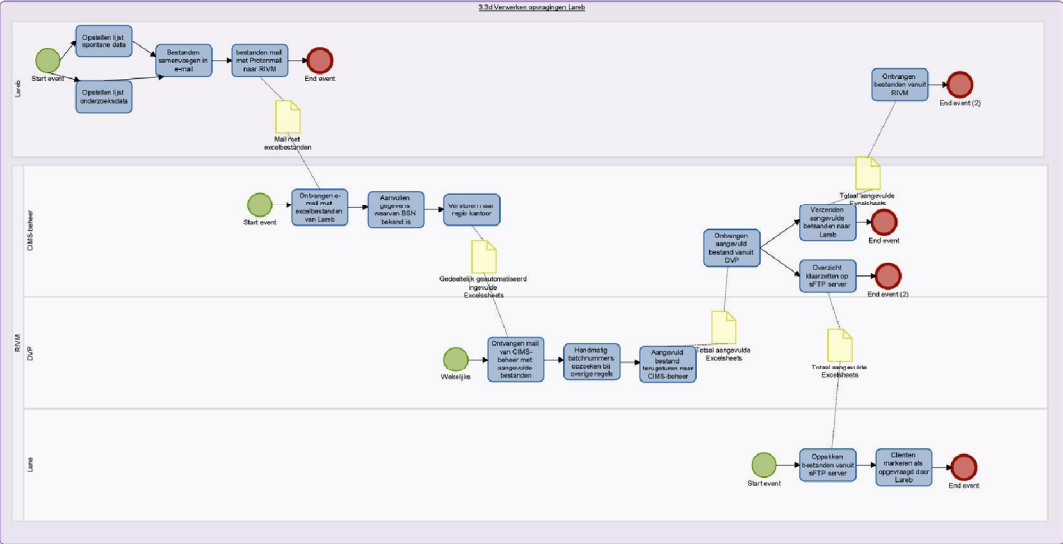 3.3d Verwerken opvragingen Lareb
Lareb
Start event
Opstellen lijst
spontane data
Opstellen lijst
onderzoeksdata
Bestanden
samenvoegen in
e-mail
bestanden mail
met Protonmail
naar RIVM
End event
Mail met
excelbestanden
Ontvangen
bestanden vanuit
RIVM
End event (2)
Totaal aangevulde
Excelsheets
RIVM
CIMS-beheer
Start event
Ontvangen e-
mail met
excelbestanden
van Lareb
Aanvullen
gegevens
waarvan BSN
bekend is
Versturen naar
regio kantoor
Gedeeltelijk geautomatiseerd
ingevulde
Excelssheets
Ontvangen
aangevuld
bestand vanuit
DVP
Verzenden
aangevulde
betsanden naar
Lareb
End event
Overzicht
klaarzetten op
sFTP server
End event (2)
DVP
Wekelijks
Ontvangen mail
van CIMS-
beheer met
aangevulde
bestanden
Handmatig
batchnummers
opzoeken bij
overige regels
Aangevuld
bestand
terugsturen naar
CIMS-beheer
Totaal aangevulde
Excelsheets
Totaal aangevulde
Excelsheets
Start event
Oppakken
bestanden vanuit
sFTP server
Clienten
markeren als
opgevraagd door
Lareb
End event